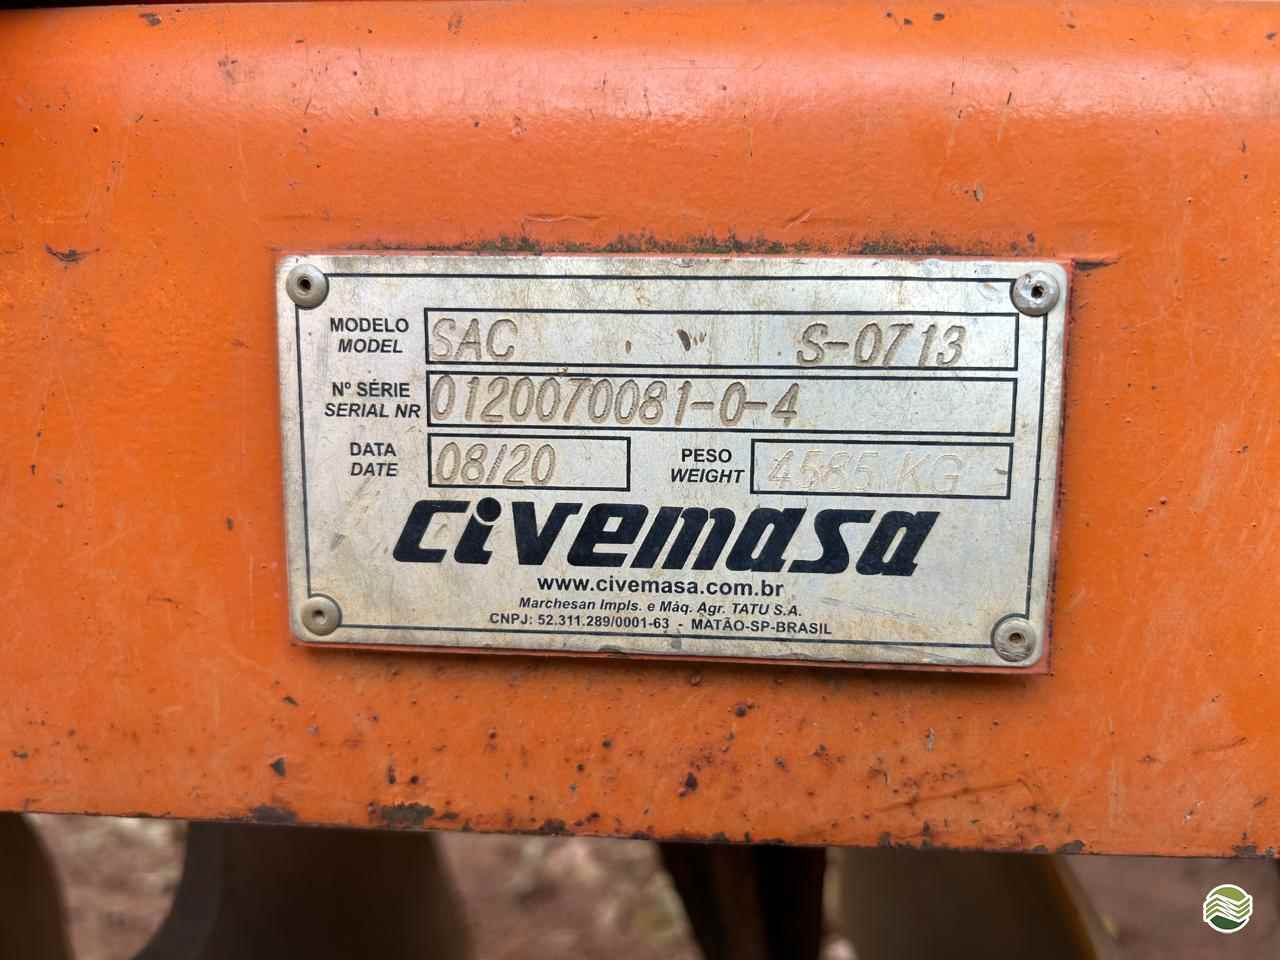 MODELO
MODEL
SAC S-0713
Nº SÉRIE
SERIAL NR
0120070081-0-4
DATA
DATE
08/20
PESO
WEIGHT
4585 KG
civemasa
www.civemasa.com.br
Marchesan Impls. e Máq. Agr. TATU S.A.
CNPJ: 52.311.289/0001-63 - MATÃO-SP-BRASIL